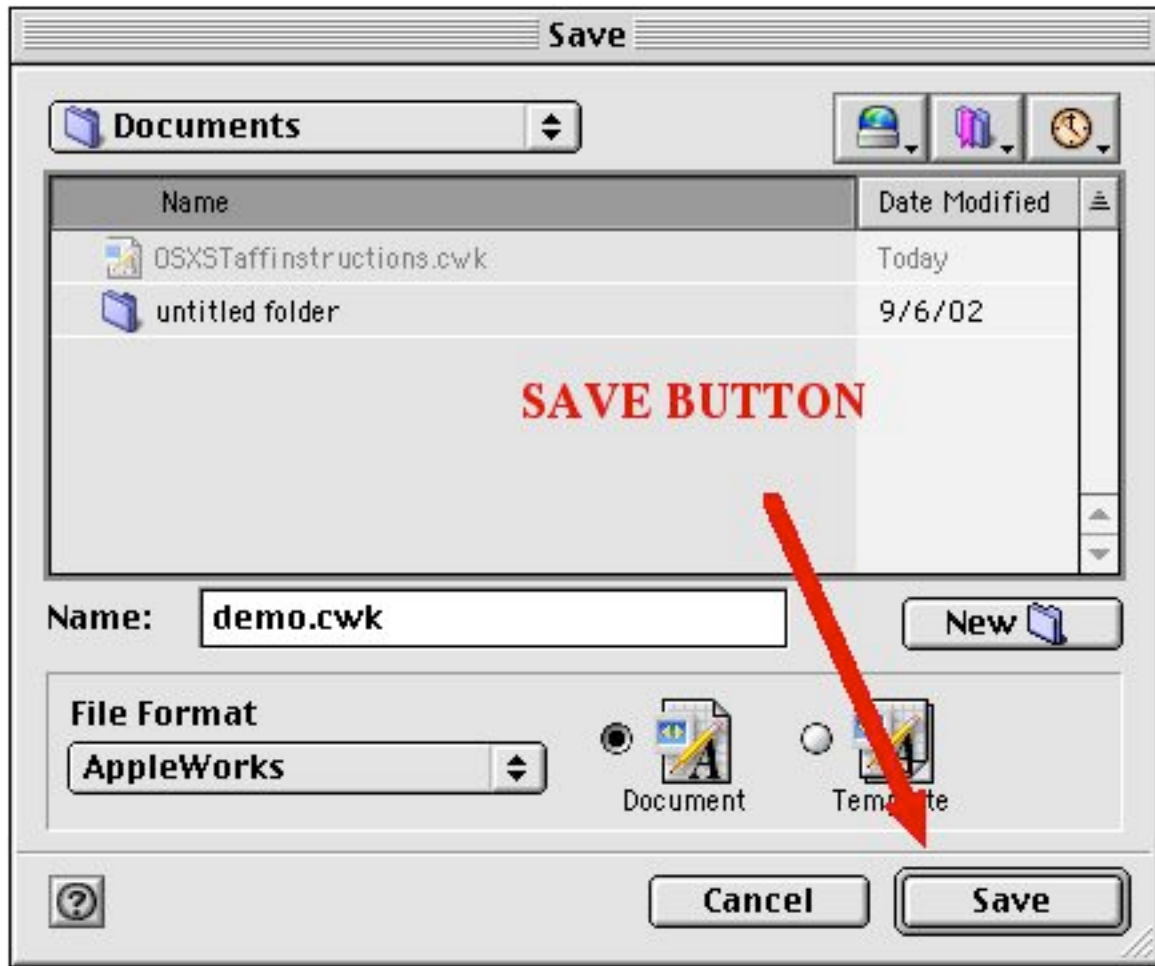 Save
Documents
Name Date Modified
OSXSTaffinstructions.cwk Today
untitled folder 9/6/02
SAVE BUTTON
Name: demo.cwk New
File Format
AppleWorks
Document Template
? Cancel Save